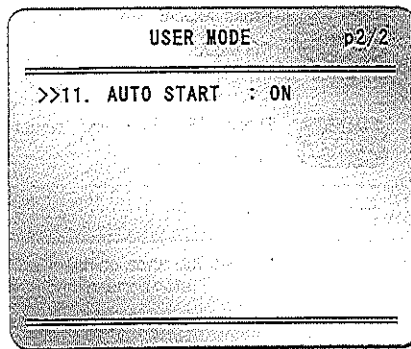 USER MODE p2/2
>>11. AUTO START : ON